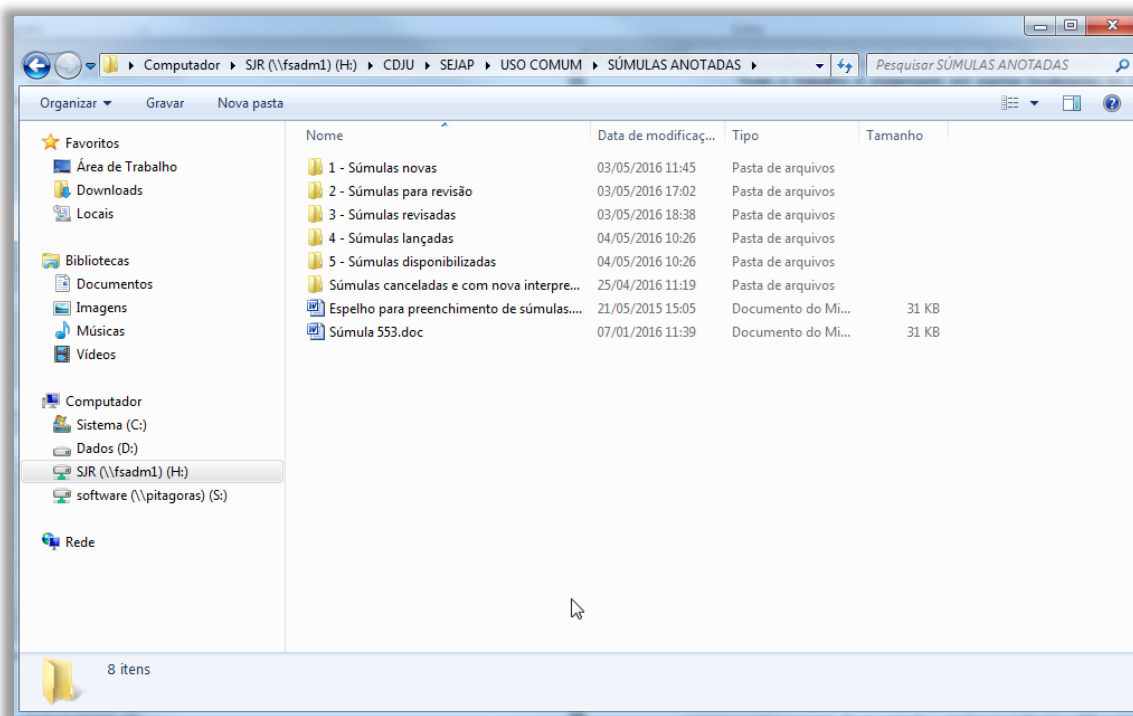 Computador ▸ SJR (\\fsadm1) (H:) ▸ CDJU ▸ SEJAP ▸ USO COMUM ▸ SÚMULAS ANOTADAS ▸ Pesquisar SÚMULAS ANOTADAS
Organizar Gravar Nova pasta
Favoritos
Área de Trabalho
Downloads
Locais
Bibliotecas
Documentos
Imagens
Músicas
Vídeos
Computador
Sistema (C:)
Dados (D:)
SJR (\\fsadm1) (H:)
software (\\pitagoras) (S:)
Rede
Nome Data de modificaç... Tipo Tamanho
1 - Súmulas novas 03/05/2016 11:45 Pasta de arquivos
2 - Súmulas para revisão 03/05/2016 17:02 Pasta de arquivos
3 - Súmulas revisadas 03/05/2016 18:38 Pasta de arquivos
4 - Súmulas lançadas 04/05/2016 10:26 Pasta de arquivos
5 - Súmulas disponibilizadas 04/05/2016 10:26 Pasta de arquivos
Súmulas canceladas e com nova interpre... 25/04/2016 11:19 Pasta de arquivos
Espelho para preenchimento de súmulas.... 21/05/2015 15:05 Documento do Mi... 31 KB
Súmula 553.doc 07/01/2016 11:39 Documento do Mi... 31 KB
8 itens